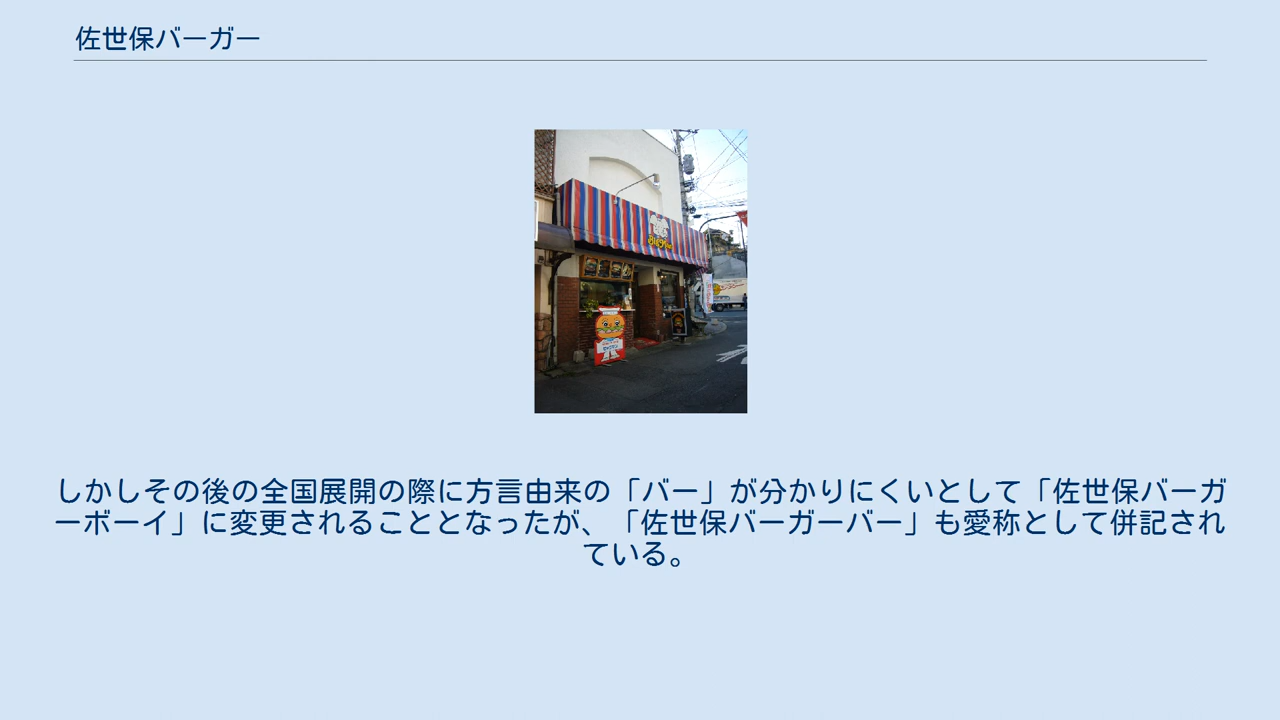 佐世保バーガー
しかしその後の全国展開の際に方言由来の「バー」が分かりにくいとして「佐世保バーガ
ーボーイ」に変更されることとなったが、「佐世保バーガーバー」も愛称として併記され
ている。